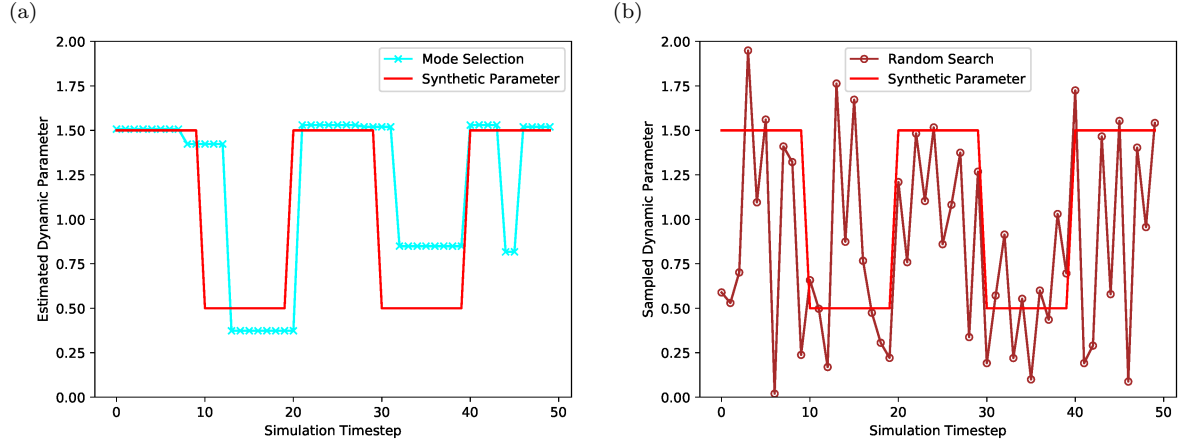 (a)
2.00
1.75
1.50
1.25
1.00
0.75
0.50
0.25
0.00
Estimated Dynamic Parameter
Mode Selection
Synthetic Parameter
0 10 20 30 40 50
Simulation Timestep
(b)
2.00
1.75
1.50
1.25
1.00
0.75
0.50
0.25
0.00
Sampled Dynamic Parameter
Random Search
Synthetic Parameter
0 10 20 30 40 50
Simulation Timestep